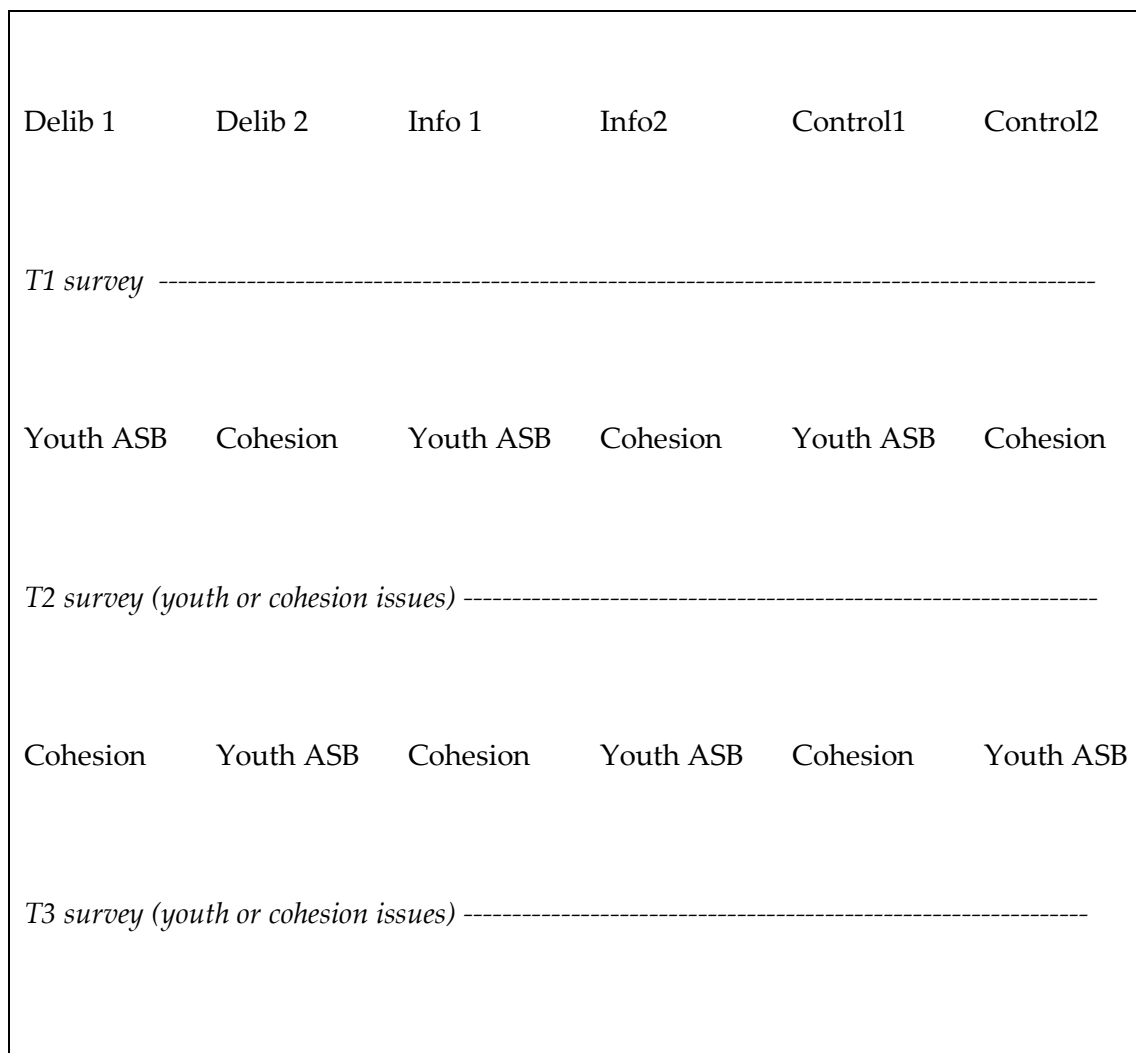 Delib 1 Delib 2 Info 1 Info2 Control1 Control2
T1 survey ------------------------------------------------------------------------------------------------
Youth ASB Cohesion Youth ASB Cohesion Youth ASB Cohesion
T2 survey (youth or cohesion issues) -----------------------------------------------------------------
Cohesion Youth ASB Cohesion Youth ASB Cohesion Youth ASB
T3 survey (youth or cohesion issues) ----------------------------------------------------------------